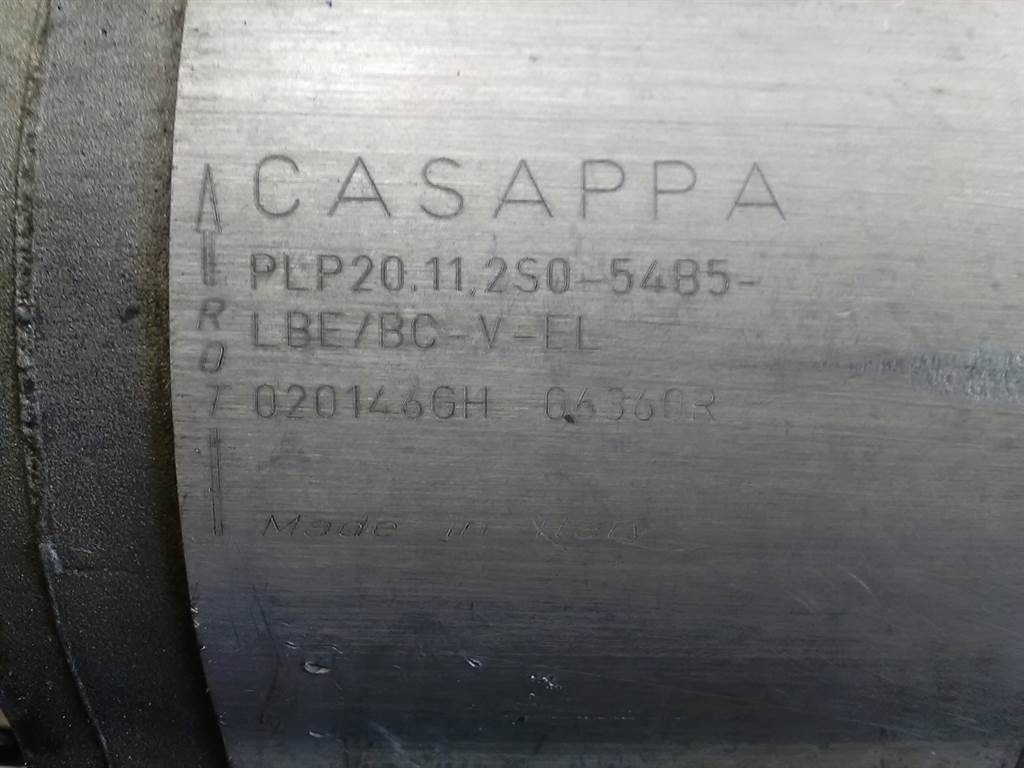 CASAPPA
PLP20.11,2S0-54B5-
LBE/BC-V-EL
020146GH 06360R
A
Made in Italy
ROT